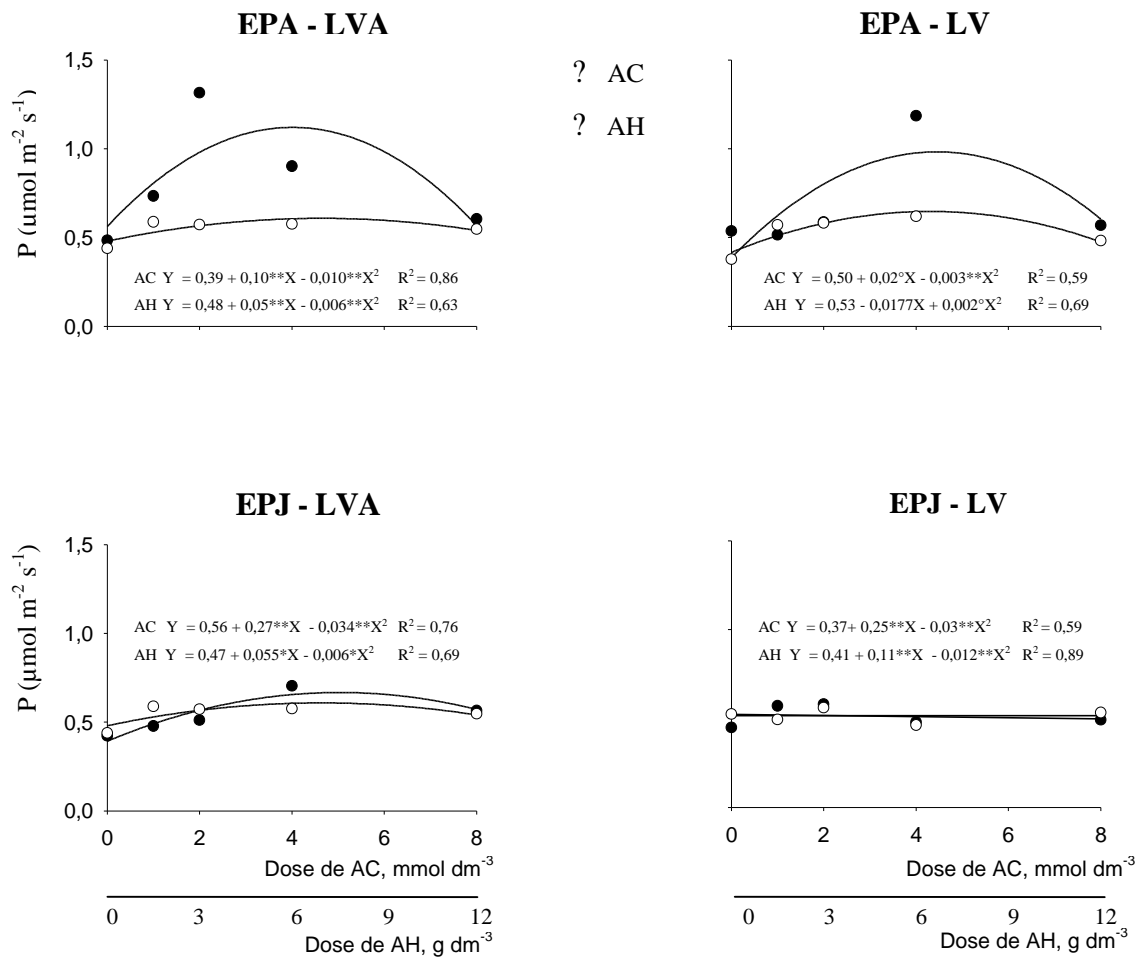 EPA - LVA
EPA - LV
? AC
? AH
P (µmol m⁻² s⁻¹)
1,5
1,0
0,5
0,0
AC Y = 0,39 + 0,10**X - 0,010**X² R² = 0,86
AH Y = 0,48 + 0,05**X - 0,006**X² R² = 0,63
AC Y = 0,50 + 0,02°X - 0,003**X² R² = 0,59
AH Y = 0,53 - 0,0177X + 0,002°X² R² = 0,69
EPJ - LVA
EPJ - LV
P (µmol m⁻² s⁻¹)
1,5
1,0
0,5
0,0
AC Y = 0,56 + 0,27**X - 0,034**X² R² = 0,76
AH Y = 0,47 + 0,055*X - 0,006*X² R² = 0,69
AC Y = 0,37+ 0,25**X - 0,03**X² R² = 0,59
AH Y = 0,41 + 0,11**X - 0,012**X² R² = 0,89
0 2 4 6 8
Dose de AC, mmol dm⁻³
0 3 6 9 12
Dose de AH, g dm⁻³
0 2 4 6 8
Dose de AC, mmol dm⁻³
0 3 6 9 12
Dose de AH, g dm⁻³